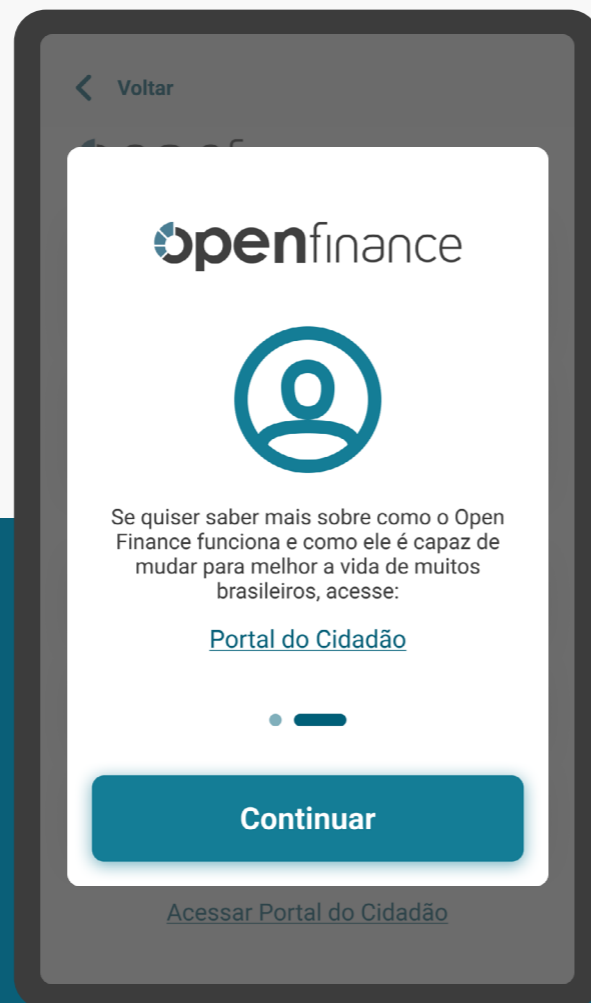 Voltar
openfinance
Se quiser saber mais sobre como o Open
Finance funciona e como ele é capaz de
mudar para melhor a vida de muitos
brasileiros, acesse:
Portal do Cidadão
Continuar
Acessar Portal do Cidadão